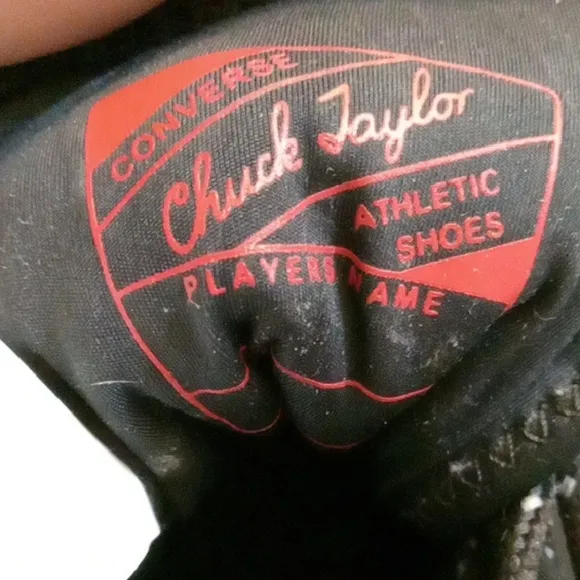 CONVERSE
Chuck Taylor
ATHLETIC
SHOES
PLAYERS NAME